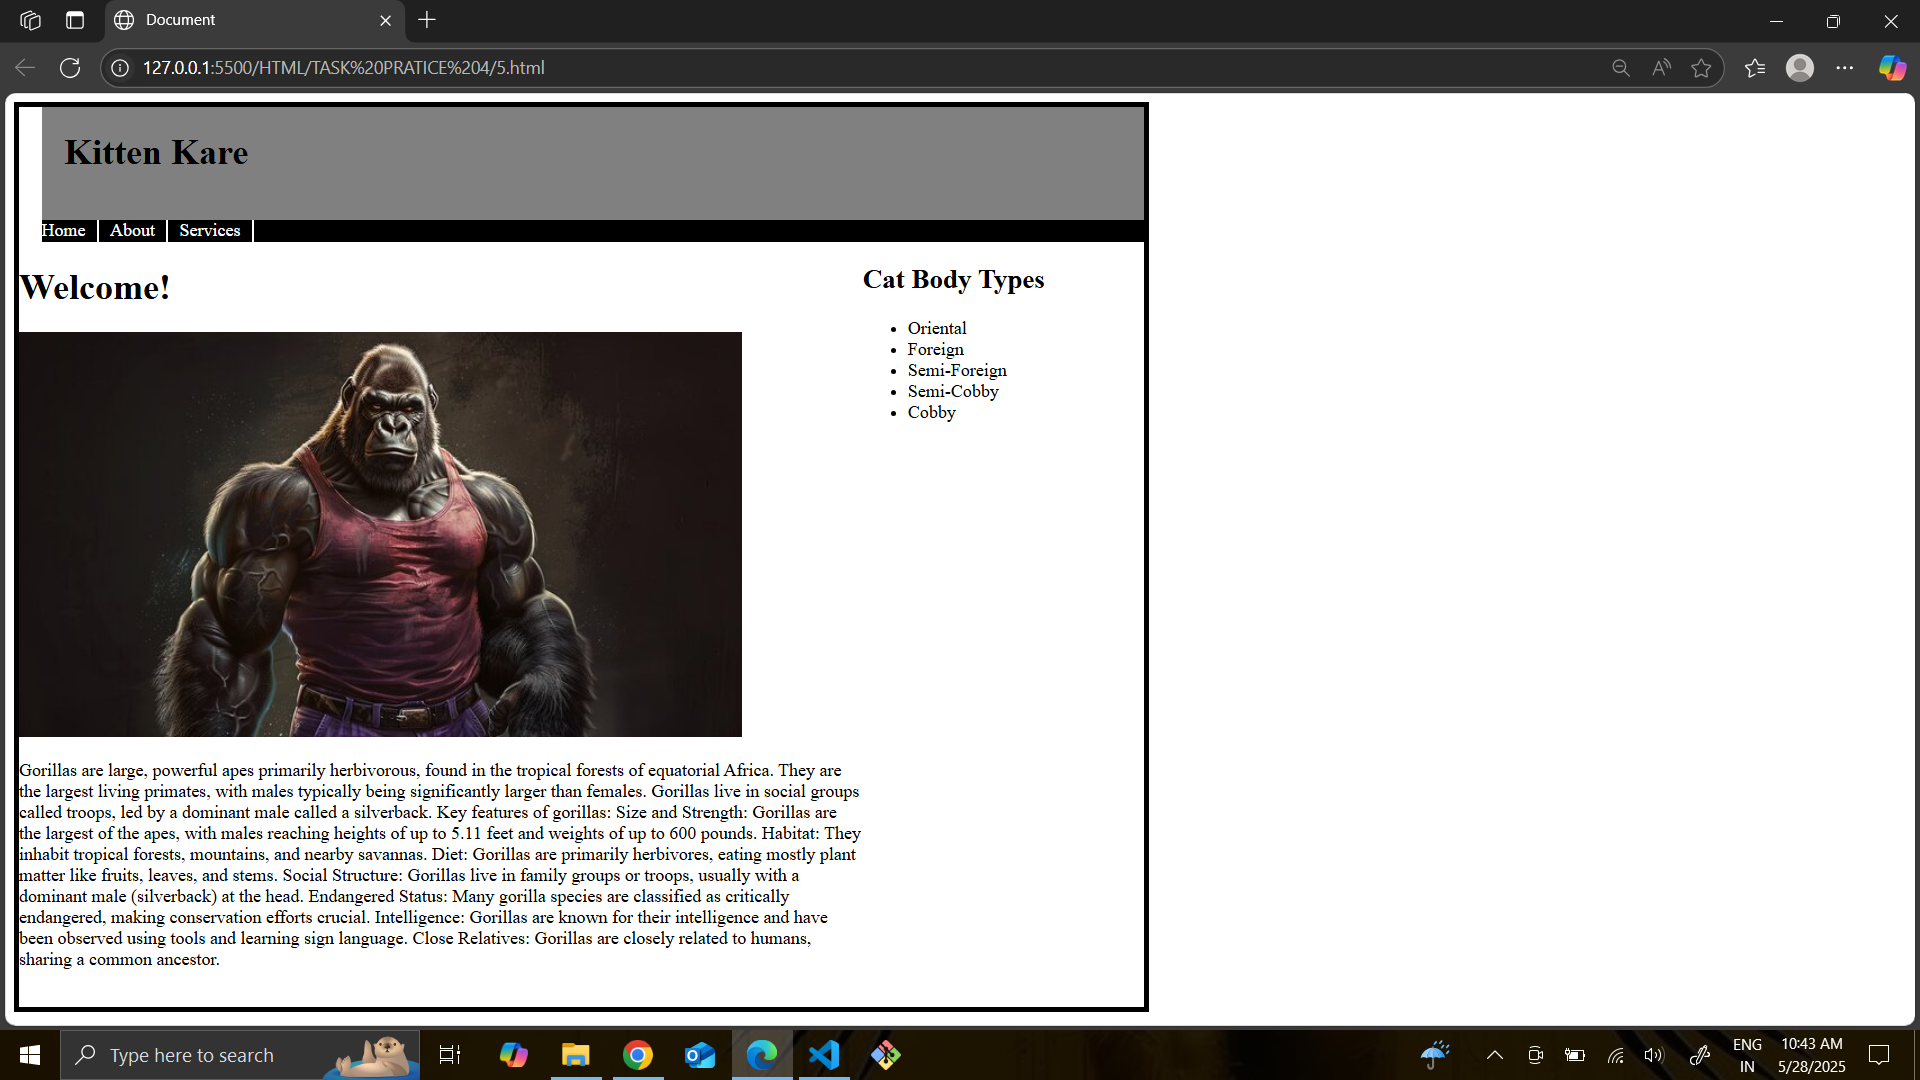 Document
127.0.0.1:5500/HTML/TASK%20PRATICE%204/5.html
Kitten Kare
Home About Services
Welcome!
Gorillas are large, powerful apes primarily herbivorous, found in the tropical forests of equatorial Africa. They are
the largest living primates, with males typically being significantly larger than females. Gorillas live in social groups
called troops, led by a dominant male called a silverback. Key features of gorillas: Size and Strength: Gorillas are
the largest of the apes, with males reaching heights of up to 5.11 feet and weights of up to 600 pounds. Habitat: They
inhabit tropical forests, mountains, and nearby savannas. Diet: Gorillas are primarily herbivores, eating mostly plant
matter like fruits, leaves, and stems. Social Structure: Gorillas live in family groups or troops, usually with a
dominant male (silverback) at the head. Endangered Status: Many gorilla species are classified as critically
endangered, making conservation efforts crucial. Intelligence: Gorillas are known for their intelligence and have
been observed using tools and learning sign language. Close Relatives: Gorillas are closely related to humans,
sharing a common ancestor.
Cat Body Types
Oriental
Foreign
Semi-Foreign
Semi-Cobby
Cobby
Type here to search
ENG
IN
10:43 AM
5/28/2025